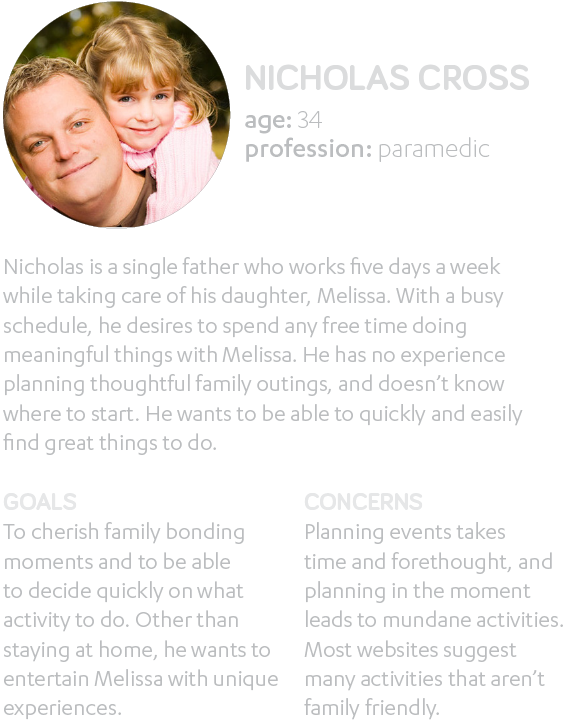 NICHOLAS CROSS
age: 34
profession: paramedic
Nicholas is a single father who works five days a week
while taking care of his daughter, Melissa. With a busy
schedule, he desires to spend any free time doing
meaningful things with Melissa. He has no experience
planning thoughtful family outings, and doesn't know
where to start. He wants to be able to quickly and easily
find great things to do.
GOALS
To cherish family bonding
moments and to be able
to decide quickly on what
activity to do. Other than
staying at home, he wants to
entertain Melissa with unique
experiences.
CONCERNS
Planning events takes
time and forethought, and
planning in the moment
leads to mundane activities.
Most websites suggest
many activities that aren't
family friendly.